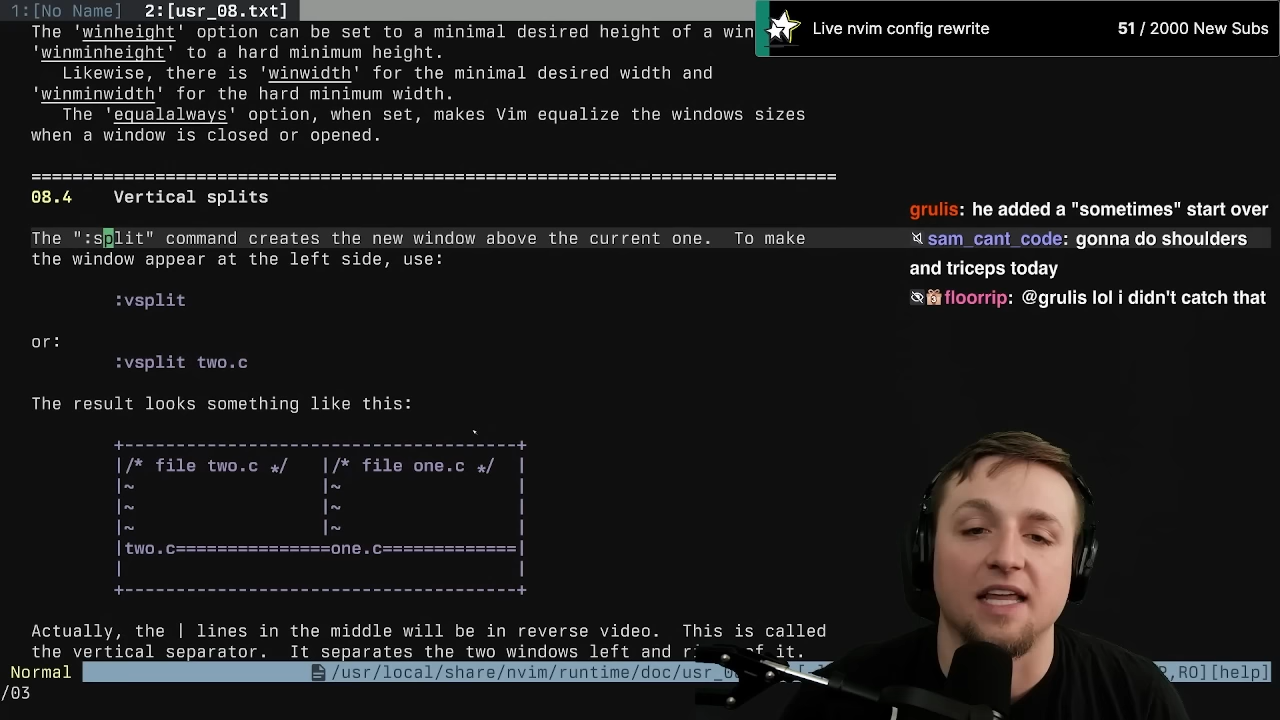 1:[No Name]  2:[usr_08.txt]
The 'winheight' option can be set to a minimal desired height of a win
'winminheight' to a hard minimum height.
Likewise, there is 'winwidth' for the minimal desired width and
'winminwidth' for the hard minimum width.
The 'equalalways' option, when set, makes Vim equalize the windows sizes
when a window is closed or opened.
==============================================================================
08.4    Vertical splits
The ":split" command creates the new window above the current one.  To make
the window appear at the left side, use:
:vsplit
or:
:vsplit two.c
The result looks something like this:
+---------------------------------------+
|/* file two.c */   |/* file one.c */  |
|~                  |~                 |
|~                  |~                 |
|~                  |~                 |
|two.c===============one.c=============|
|                                      |
+---------------------------------------+
Actually, the | lines in the middle will be in reverse video.  This is called
the vertical separator.  It separates the two windows left and of it.
Normal /usr/local/share/nvim/runtime/doc/usr_0 ,RO][help]
/03
Live nvim config rewrite 51 / 2000 New Subs
grulis: he added a "sometimes" start over
sam_cant_code: gonna do shoulders
and triceps today
floorrip: @grulis lol i didn't catch that